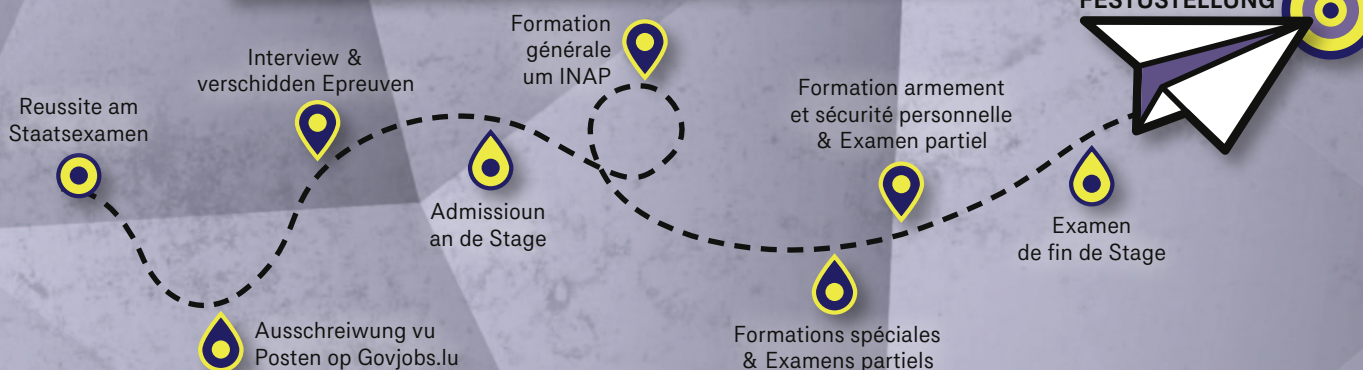 Reussite am
Staatsexamen
Ausschreiwung vu
Posten op Govjobs.lu
Interview &
verschidden Epreuven
Admissioun
an de Stage
Formation
générale
um INAP
Formations spéciales
& Examens partiels
Formation armement
et sécurité personnelle
& Examen partiel
Examen
de fin de Stage
FESTUSTELLUNG